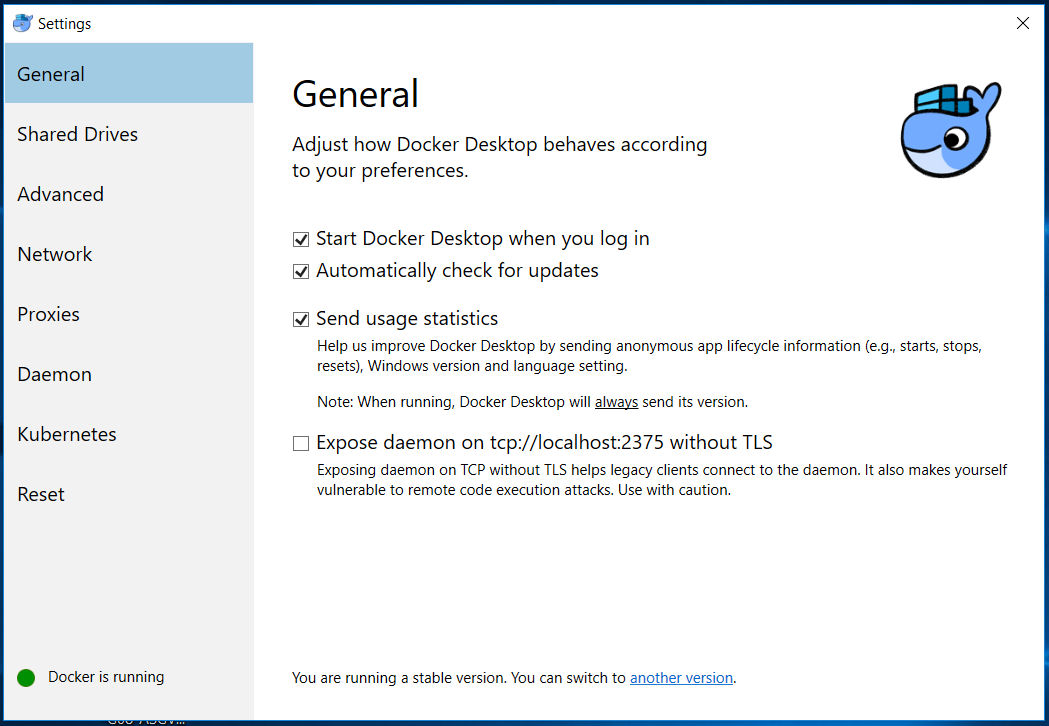 Settings
General
Shared Drives
Advanced
Network
Proxies
Daemon
Kubernetes
Reset
Docker is running
General
Adjust how Docker Desktop behaves according
to your preferences.
Start Docker Desktop when you log in
Automatically check for updates
Send usage statistics
Help us improve Docker Desktop by sending anonymous app lifecycle information (e.g., starts, stops,
resets), Windows version and language setting.
Note: When running, Docker Desktop will always send its version.
Expose daemon on tcp://localhost:2375 without TLS
Exposing daemon on TCP without TLS helps legacy clients connect to the daemon. It also makes yourself
vulnerable to remote code execution attacks. Use with caution.
You are running a stable version. You can switch to another version.